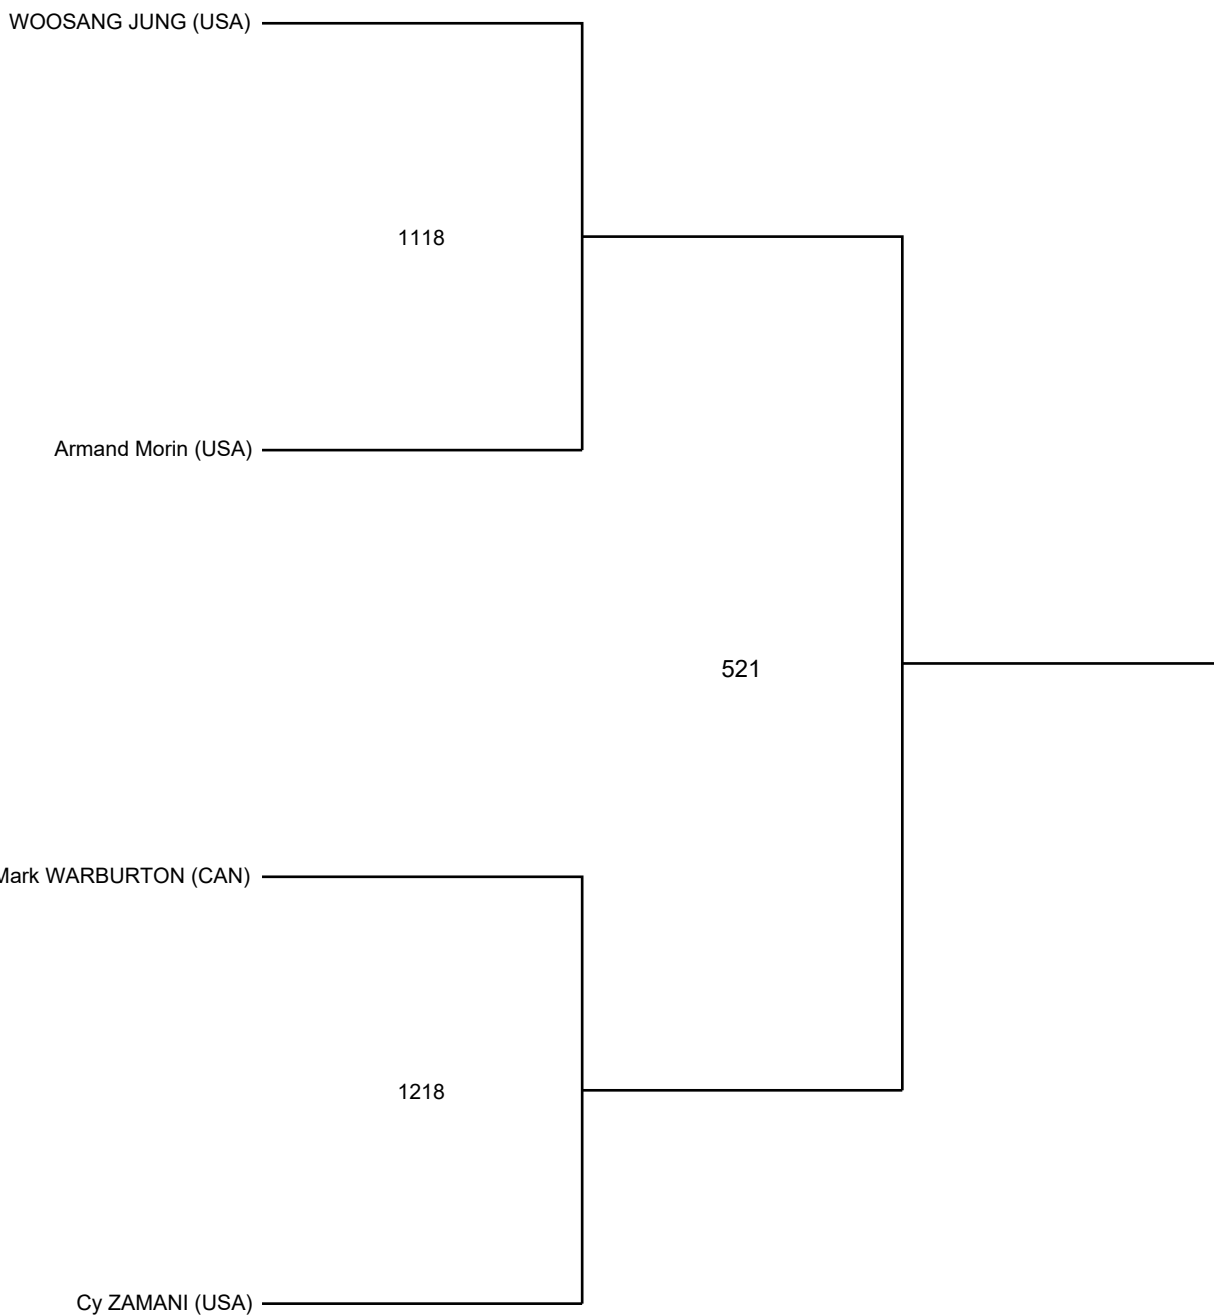 WOOSANG JUNG (USA)
1118
Armand Morin (USA)
521
Mark WARBURTON (CAN)
1218
Cy ZAMANI (USA)